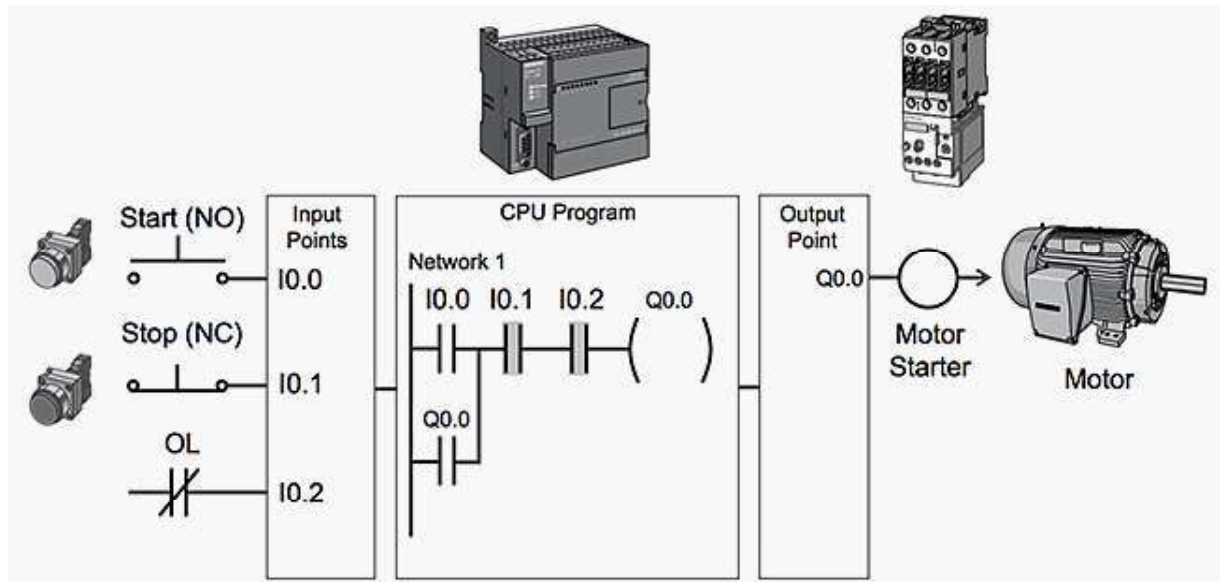 Start (NO)
Input
Points
I0.0
Stop (NC)
I0.1
OL
I0.2
CPU Program
Network 1
I0.0 I0.1 I0.2 Q0.0
Q0.0
Output
Point
Q0.0
Motor
Starter
Motor